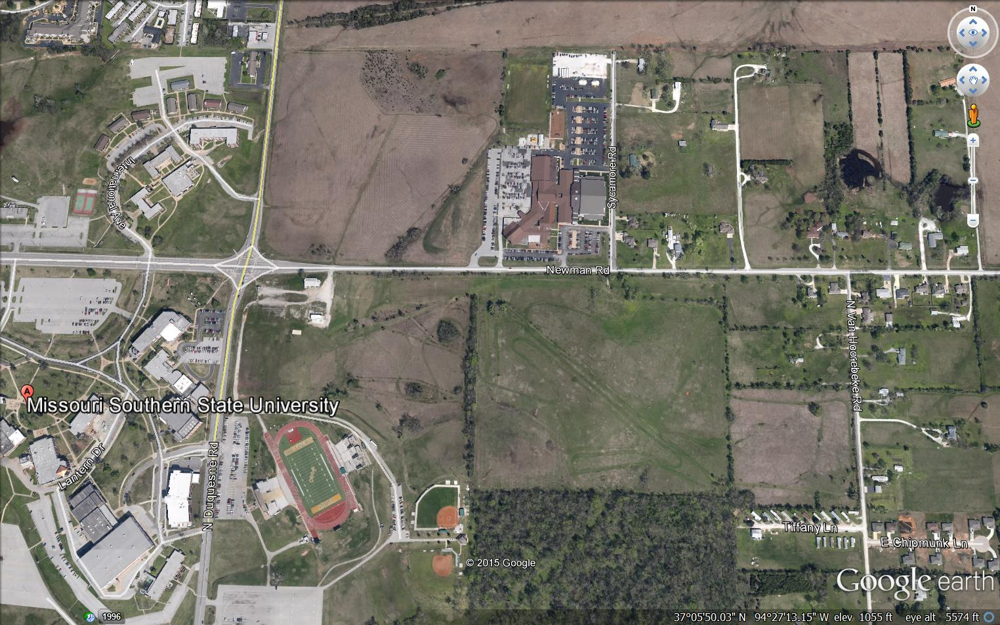 N
International Ave
Sycamore Rd
Newman Rd
N Van Hoorebeke Rd
A
Missouri Southern State University
Lantern Dr
N Duquesne Rd
Tiffany Ln
E Chipmunk Ln
© 2015 Google
Google earth
1996
37°05'50.03" N 94°27'13.15" W elev 1055 ft eye alt 5574 ft